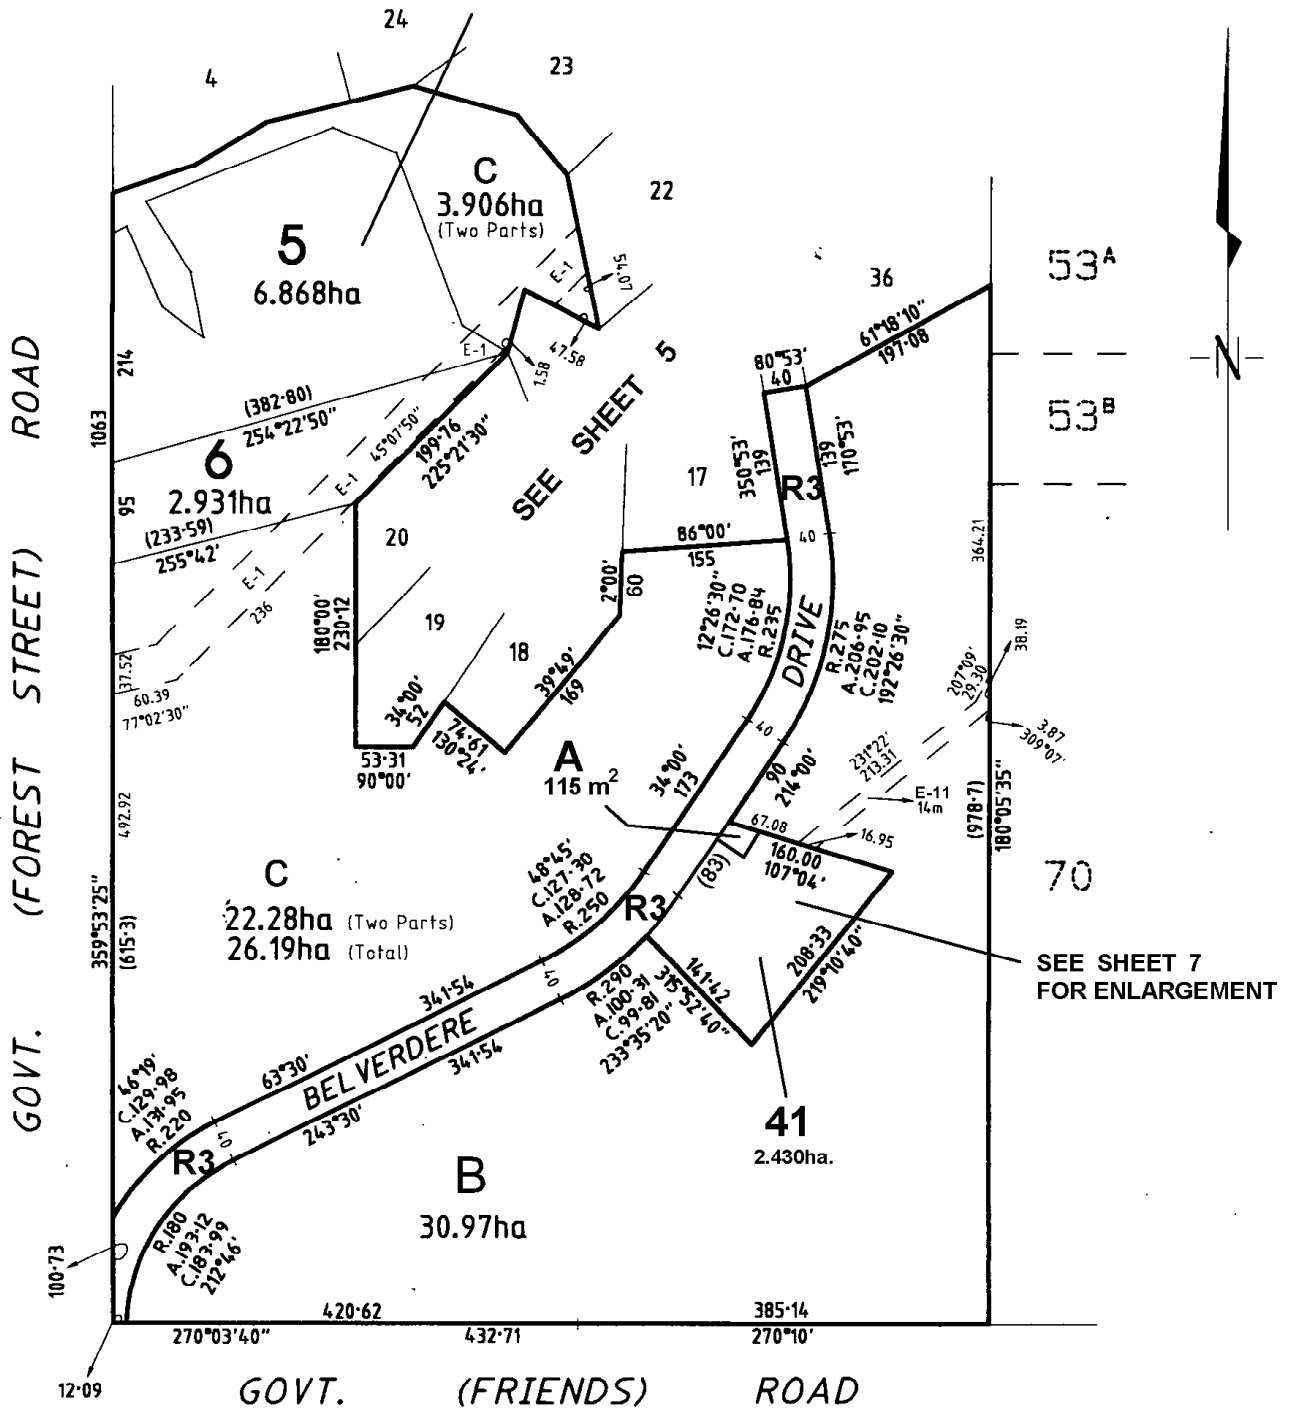 24
4
23
22
C
3.906ha
(Two Parts)
5
6.868ha
E-1
54.07
36
53A
61°18'10"
197·08
80°53'
40
47.58
1.58
E-1
SEE SHEET 5
53B
214
1063
(382·80)
254°22'50"
45°07'50"
199·76
225°21'30"
6
2.931ha
95
E-1
(233·59)
255°42'
E-1
236
350°53'
139
R3
139
170°53'
17
40
364.21
86°00'
155
20
2°00'
60
180°00'
230·12
19
18
12°26'30"
C.172·70
A.176·84
R.235
R.275
A.206·95
C.202·10
192°26'30"
DRIVE
38.19
207°09'
29.30
37.52
60.39
77°02'30"
34°00'
52
39°49'
169
74·61
130°24'
53·31
90°00'
40
3.87
309°07'
231°22'
213.31
E-11
14m
A
115 m2
34°00'
173
90
214°00'
67.08
16.95
160.00
107°04'
(83)
(978·7)
180°05'35"
492.92
70
48°45'
C.127·30
A.128·72
R.250
R3
C
22.28ha (Two Parts)
26.19ha (Total)
359°53'25"
(615·3)
208·33
219°10'40"
SEE SHEET 7
FOR ENLARGEMENT
141·42
315°52'40"
40
R.290
A.100·31
C.99·81
233°35'20"
341·54
63°30'
BELVERDERE
341·54
243°30'
46°19'
C.129·98
A.131·95
R.220
40
R3
41
2.430ha.
B
30.97ha
R.180
A.193·12
C.183·99
212°46'
100·73
GOVT. (FOREST STREET) ROAD
420·62
385·14
270°03'40"
432·71
270°10'
12·09
GOVT. (FRIENDS) ROAD
N